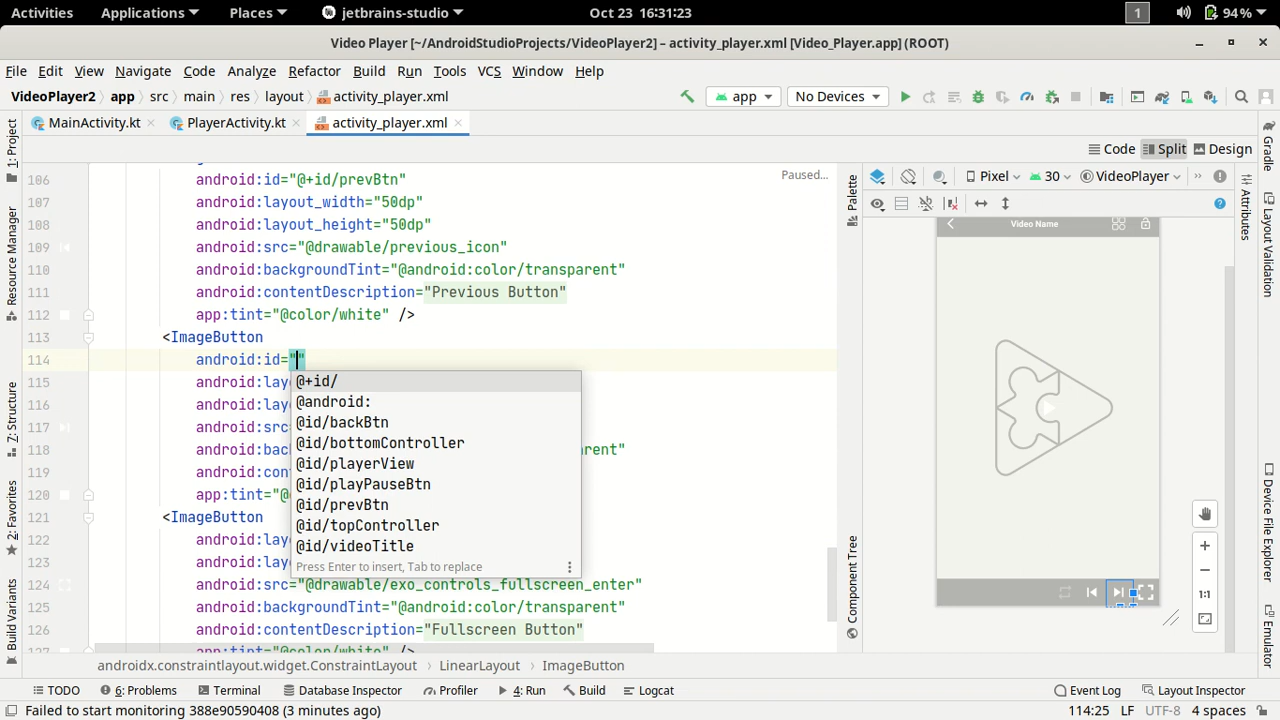 Activities Applications Places jetbrains-studio Oct 23 16:31:23 1 94%
Video Player [~/AndroidStudioProjects/VideoPlayer2] – activity_player.xml [Video_Player.app] (ROOT)
File Edit View Navigate Code Analyze Refactor Build Run Tools VCS Window Help
VideoPlayer2 app src main res layout activity_player.xml app No Devices
MainActivity.kt PlayerActivity.kt activity_player.xml
Code Split Design
106 android:id="@+id/prevBtn" Paused...
107 android:layout_width="50dp"
108 android:layout_height="50dp"
109 android:src="@drawable/previous_icon"
110 android:backgroundTint="@android:color/transparent"
111 android:contentDescription="Previous Button"
112 app:tint="@color/white" />
113 <ImageButton
114 android:id=""
115 android:lay
116 android:lay
117 android:src
118 android:bac rent"
119 android:con
120 app:tint="@
121 <ImageButton
122 android:lay
123 android:lay
124 android:src="@drawable/exo_controls_fullscreen_enter"
125 android:backgroundTint="@android:color/transparent"
126 android:contentDescription="Fullscreen Button"
127 app:tint="@color/white" />
@+id/
@android:
@id/backBtn
@id/bottomController
@id/playerView
@id/playPauseBtn
@id/prevBtn
@id/topController
@id/videoTitle
Press Enter to insert, Tab to replace
Pixel 30 VideoPlayer
Video Name
1:1
1: Project
Resource Manager
7: Structure
2: Favorites
Build Variants
Palette
Component Tree
Attributes
Gradle
Layout Validation
Device File Explorer
Emulator
androidx.constraintlayout.widget.ConstraintLayout LinearLayout ImageButton
TODO 6: Problems Terminal Database Inspector Profiler 4: Run Build Logcat Event Log Layout Inspector
Failed to start monitoring 388e90590408 (3 minutes ago) 114:25 LF UTF-8 4 spaces